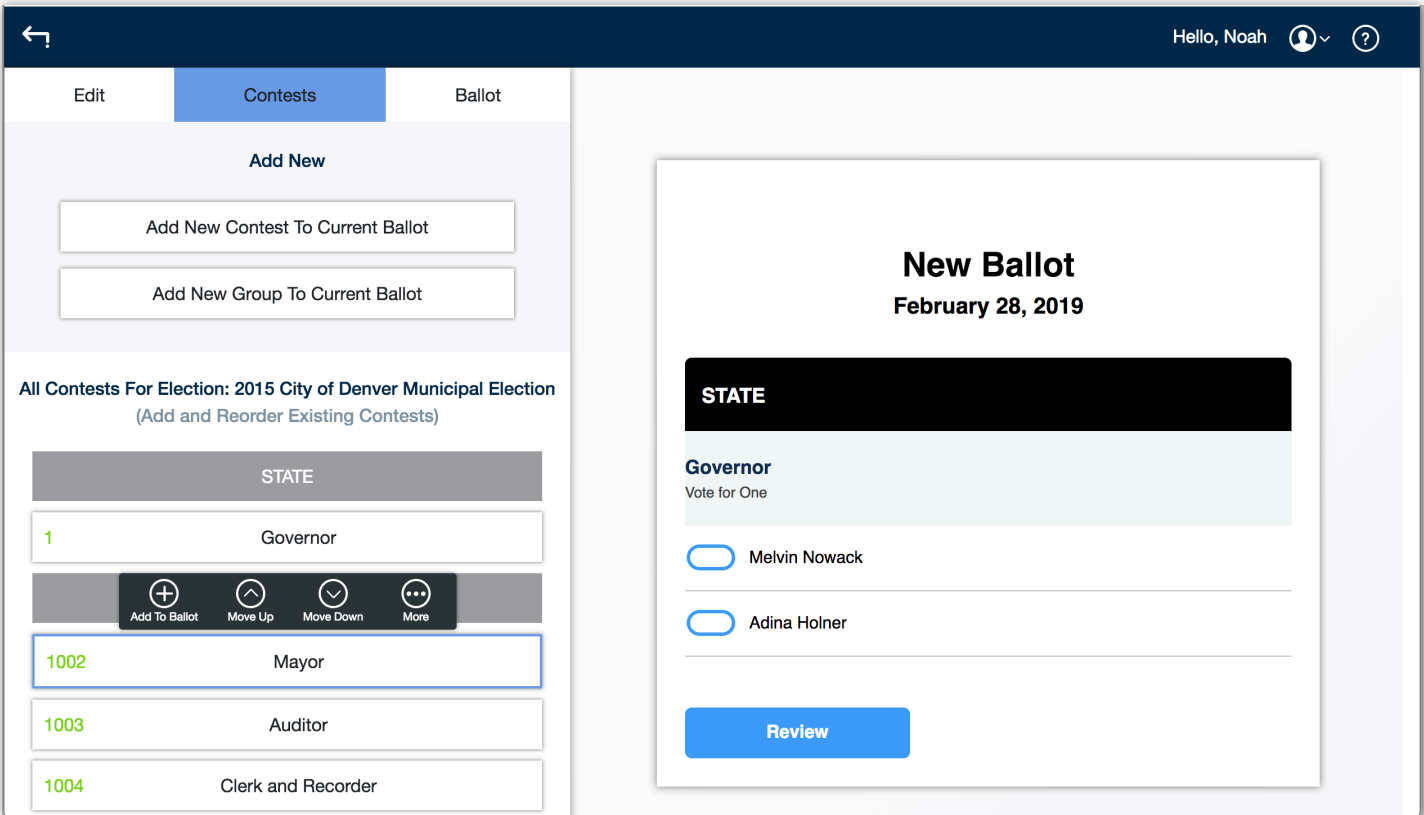 Hello, Noah
?
Edit
Contests
Ballot
Add New
Add New Contest To Current Ballot
Add New Group To Current Ballot
All Contests For Election: 2015 City of Denver Municipal Election
(Add and Reorder Existing Contests)
STATE
1 Governor
Add To Ballot
Move Up
Move Down
More
1002 Mayor
1003 Auditor
1004 Clerk and Recorder
New Ballot
February 28, 2019
STATE
Governor
Vote for One
Melvin Nowack
Adina Holner
Review